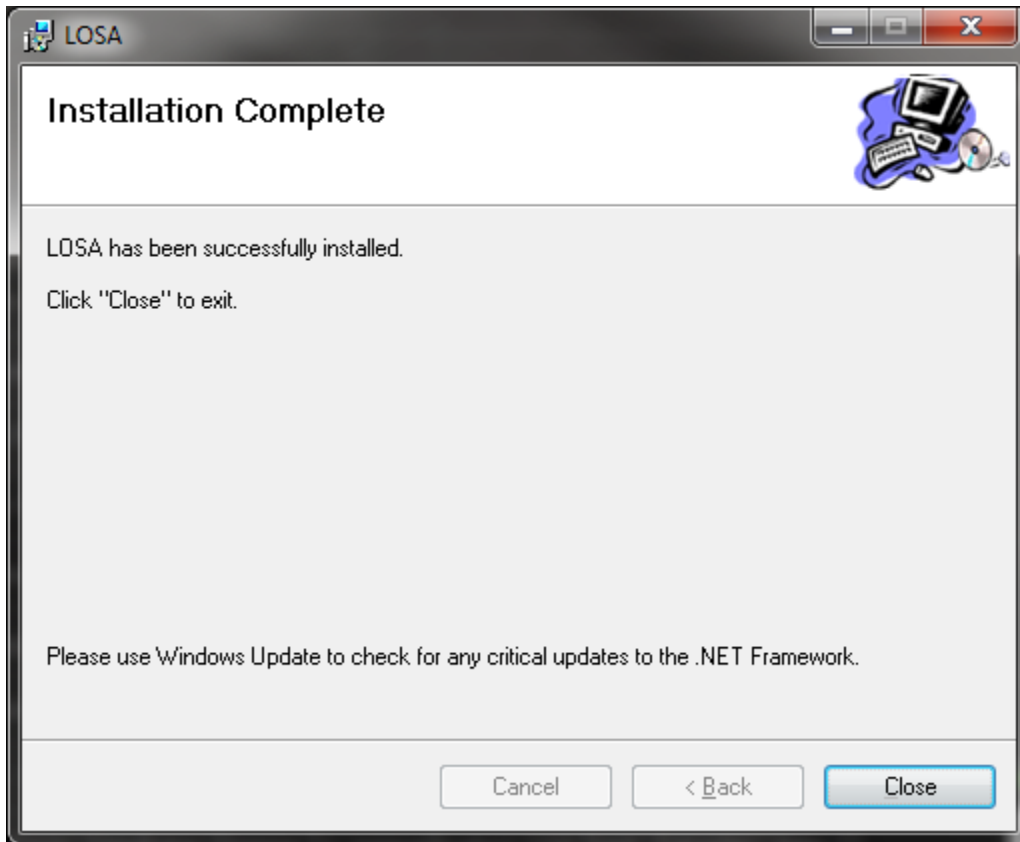 LOSA
Installation Complete
LOSA has been successfully installed.
Click "Close" to exit.
Please use Windows Update to check for any critical updates to the .NET Framework.
Cancel
< Back
Close